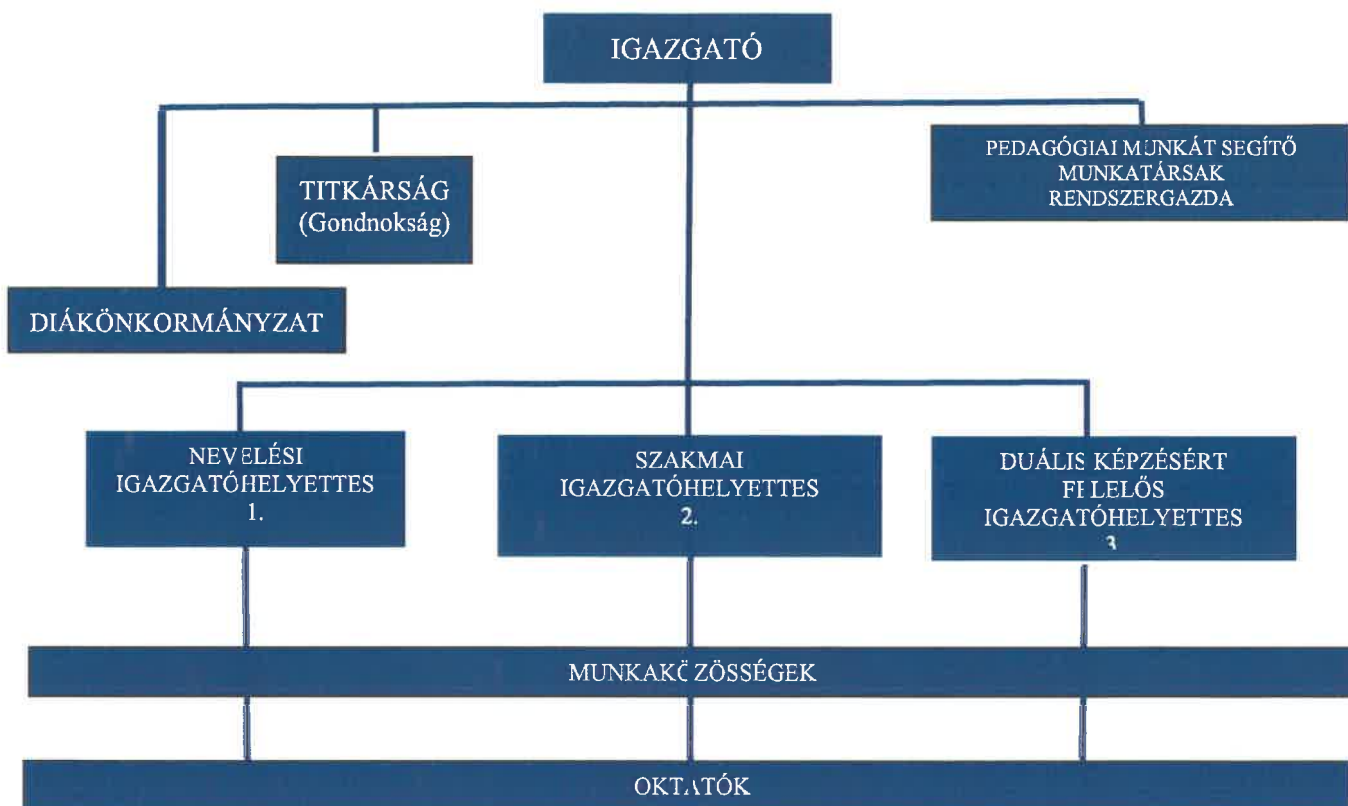 IGAZGATÓ
TITKÁRSÁG
(Gondnokság)
PEDAGÓGIAI MUNKÁT SEGÍTŐ
MUNKATÁRSAK
RENDSZERGAZDA
DIÁKÖNKORMÁNYZAT
NEVELÉSI
IGAZGATÓHELYETTES
1.
SZAKMAI
IGAZGATÓHELYETTES
2.
DUÁLIS KÉPZÉSÉRT
FELELŐS
IGAZGATÓHELYETTES
3
MUNKAKÖZÖSSÉGEK
OKTATÓK